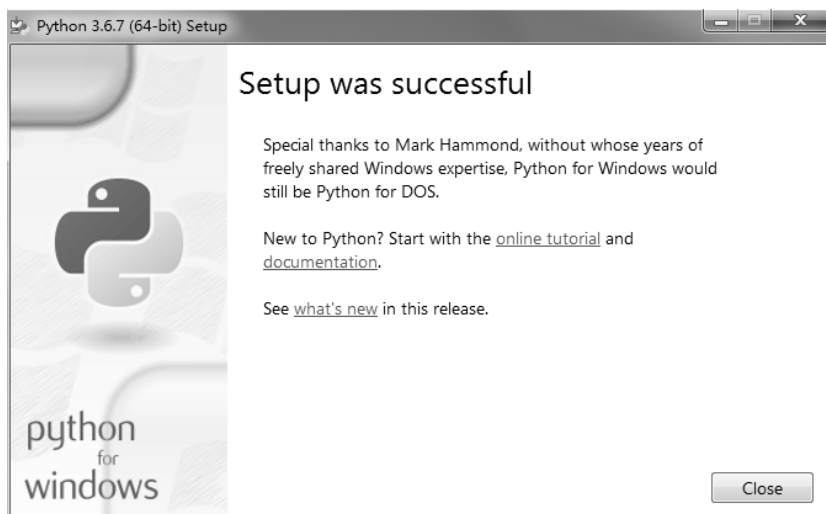 Python 3.6.7 (64-bit) Setup
Setup was successful
Special thanks to Mark Hammond, without whose years of
freely shared Windows expertise, Python for Windows would
still be Python for DOS.
New to Python? Start with the online tutorial and
documentation.
See what's new in this release.
python
for
windows
Close